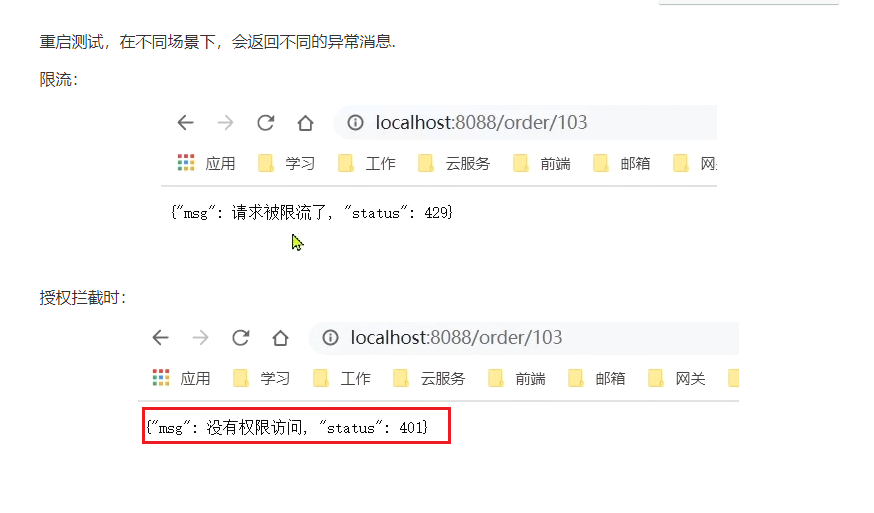 重启测试，在不同场景下，会返回不同的异常消息.
限流：
localhost:8088/order/103
应用 学习 工作 云服务 前端 邮箱
{"msg": 请求被限流了, "status": 429}
授权拦截时：
localhost:8088/order/103
应用 学习 工作 云服务 前端 邮箱 网关
{"msg": 没有权限访问, "status": 401}